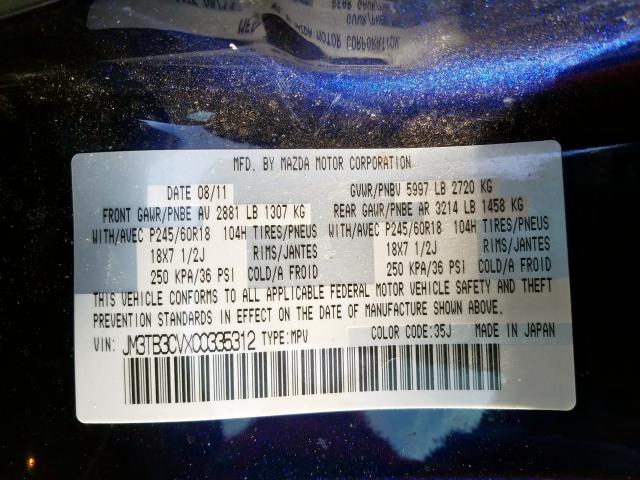 MFD. BY MAZDA MOTOR CORPORATION
DATE 08/11 GVWR/PNBV 5997 LB 2720 KG
FRONT GAWR/PNBE AV 2881 LB 1307 KG REAR GAWR/PNBE AR 3214 LB 1458 KG
WITH/AVEC P245/60R18 104H TIRES/PNEUS WITH/AVEC P245/60R18 104H TIRES/PNEUS
18X7 1/2J RIMS/JANTES 18X7 1/2J RIMS/JANTES
250 KPA/36 PSI COLD/A FROID 250 KPA/36 PSI COLD/A FROID
THIS VEHICLE CONFORMS TO ALL APPLICABLE FEDERAL MOTOR VEHICLE SAFETY AND THEFT
PREVENTION STANDARDS IN EFFECT ON THE DATE OF MANUFACTURE SHOWN ABOVE.
VIN: JM3TB3CVXC0335312 TYPE:MPV COLOR CODE:35J MADE IN JAPAN